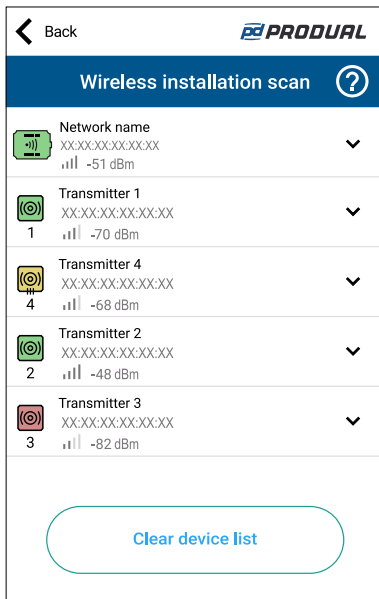 Back
pd PRODUAL
Wireless installation scan ?
Network name
XX:XX:XX:XX:XX:XX
-51 dBm
Transmitter 1
XX:XX:XX:XX:XX:XX
1 -70 dBm
Transmitter 4
XX:XX:XX:XX:XX:XX
4 -68 dBm
Transmitter 2
XX:XX:XX:XX:XX:XX
2 -48 dBm
Transmitter 3
XX:XX:XX:XX:XX:XX
3 -82 dBm
Clear device list